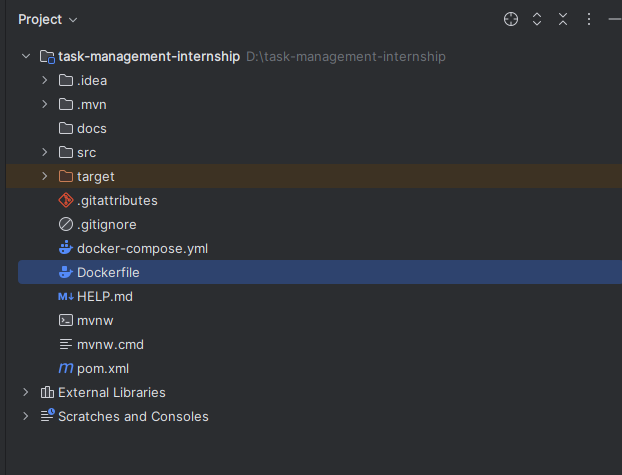 Project
task-management-internship D:\task-management-internship
.idea
.mvn
docs
src
target
.gitattributes
.gitignore
docker-compose.yml
Dockerfile
M↓ HELP.md
mvnw
mvnw.cmd
m pom.xml
External Libraries
Scratches and Consoles